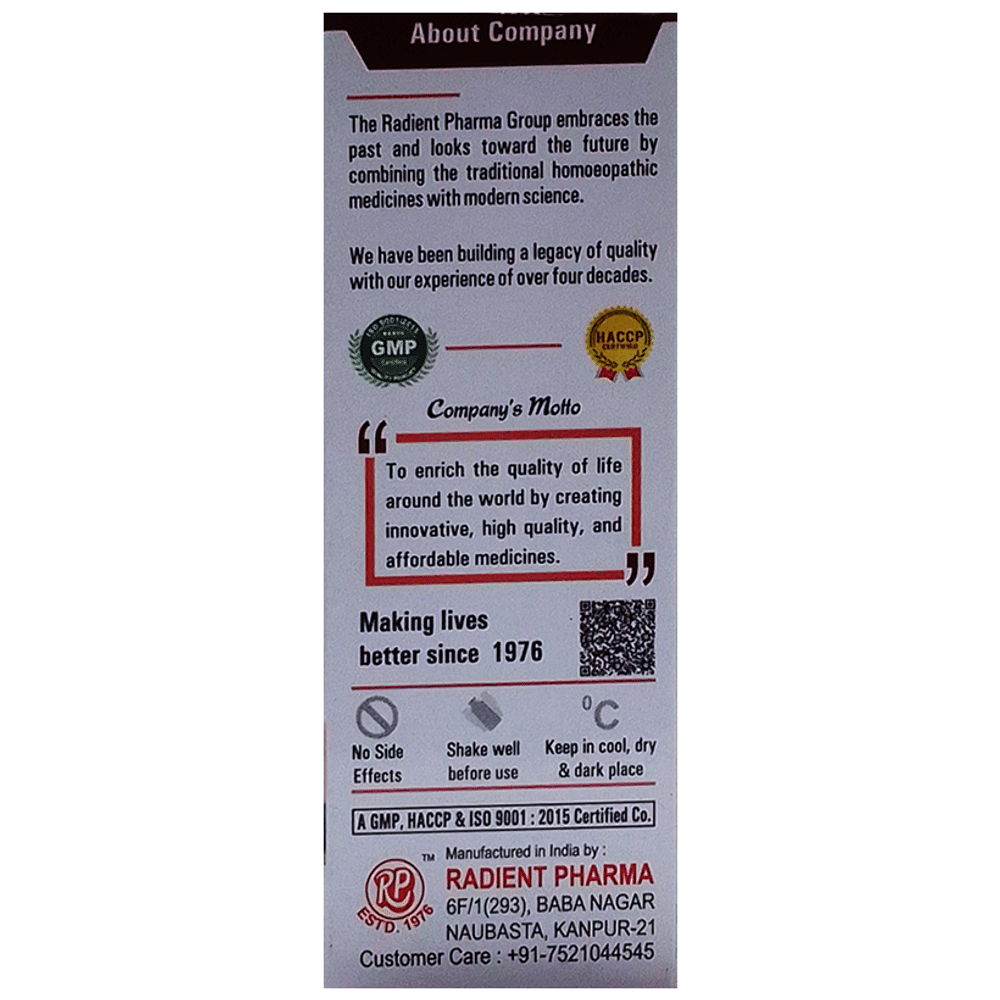 About Company
The Radient Pharma Group embraces the
past and looks toward the future by
combining the traditional homoeopathic
medicines with modern science.
We have been building a legacy of quality
with our experience of over four decades.
GMP
HACCP
CERTIFIED
Company's Motto
“
To enrich the quality of life
around the world by creating
innovative, high quality, and
affordable medicines.
”
Making lives
better since 1976
°C
No Side
Effects
Shake well
before use
Keep in cool, dry
& dark place
A GMP, HACCP & ISO 9001 : 2015 Certified Co.
RP
TM
ESTD. 1976
Manufactured in India by :
RADIENT PHARMA
6F/1(293), BABA NAGAR
NAUBASTA, KANPUR-21
Customer Care : +91-7521044545